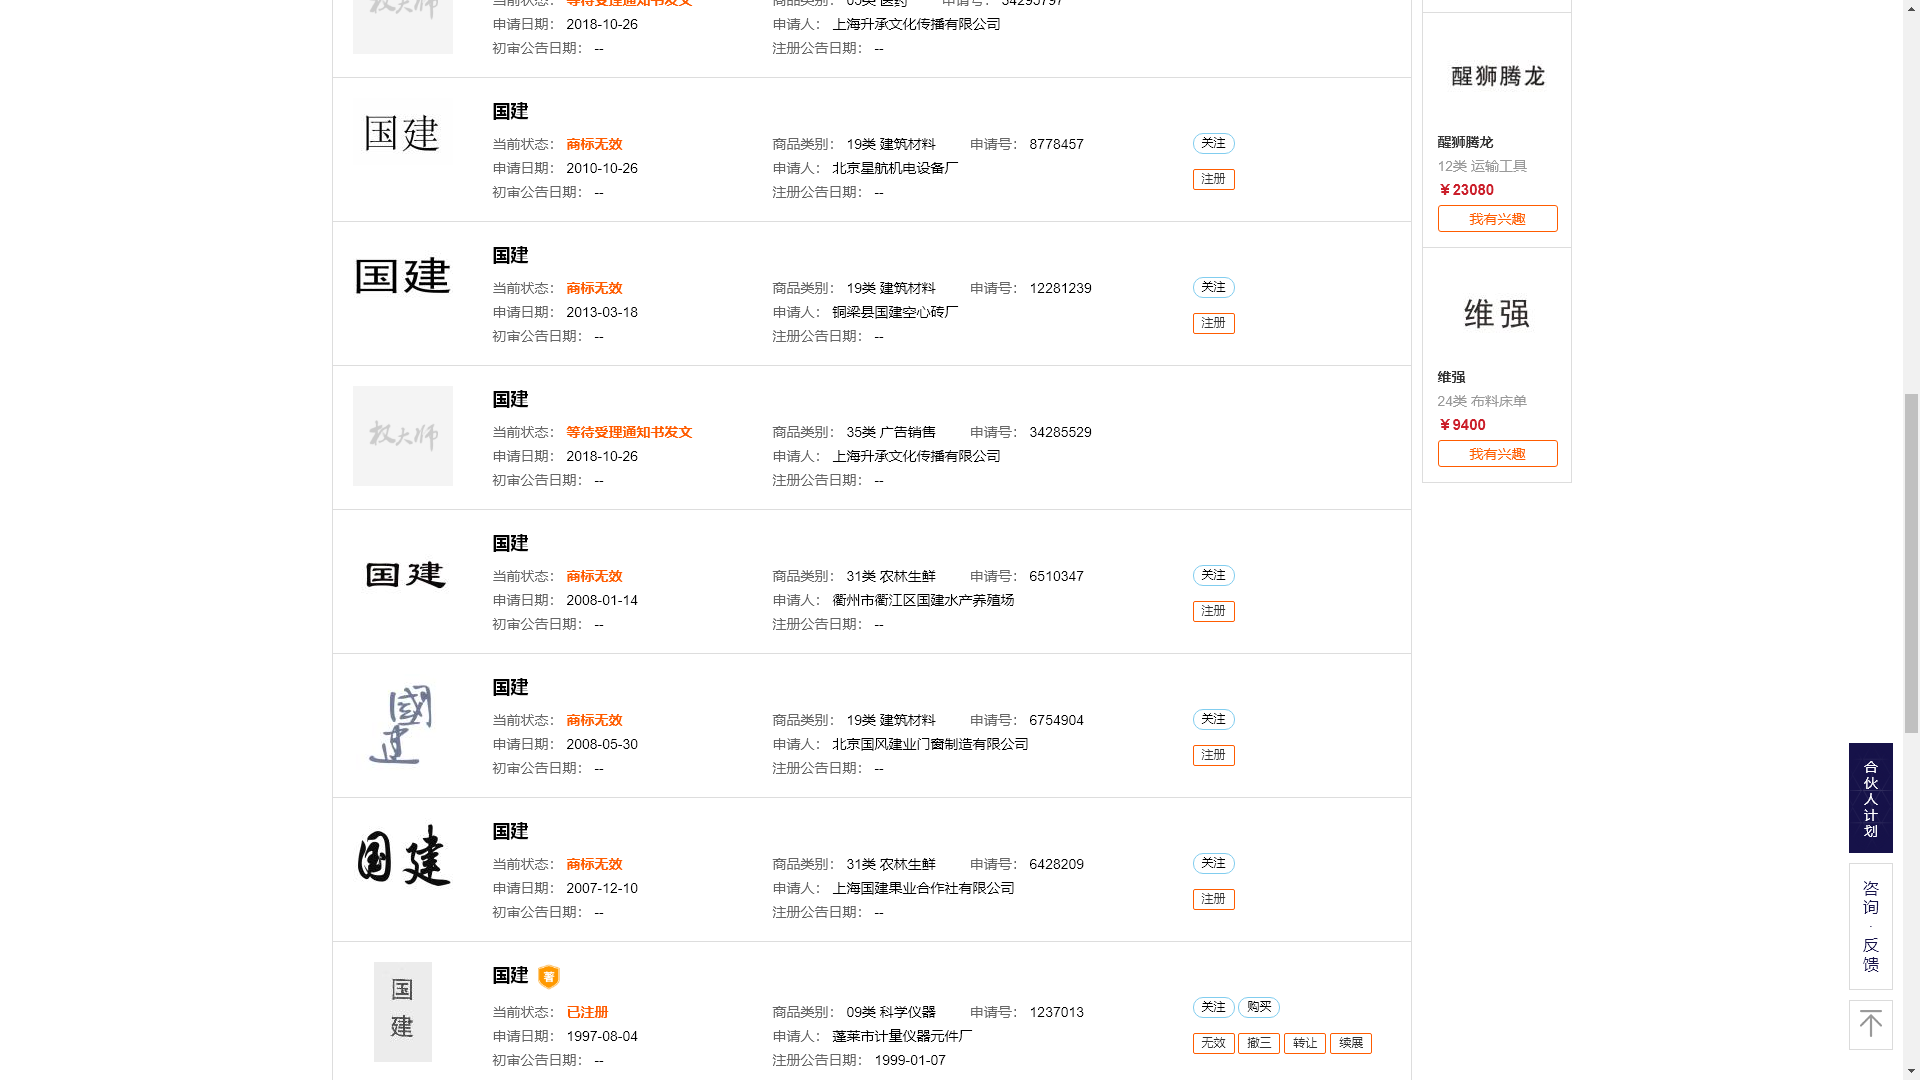 权大师
当前状态： 等待受理通知书发文 商品类别： 05类 医药 申请号： 34295797
申请日期： 2018-10-26 申请人： 上海升承文化传播有限公司
初审公告日期： -- 注册公告日期： --
国建
国建
当前状态： 商标无效 商品类别： 19类 建筑材料 申请号： 8778457 关注
申请日期： 2010-10-26 申请人： 北京星航机电设备厂 注册
初审公告日期： -- 注册公告日期： --
国建
国建
当前状态： 商标无效 商品类别： 19类 建筑材料 申请号： 12281239 关注
申请日期： 2013-03-18 申请人： 铜梁县国建空心砖厂 注册
初审公告日期： -- 注册公告日期： --
国建
权大师
当前状态： 等待受理通知书发文 商品类别： 35类 广告销售 申请号： 34285529
申请日期： 2018-10-26 申请人： 上海升承文化传播有限公司
初审公告日期： -- 注册公告日期： --
国建
国建
当前状态： 商标无效 商品类别： 31类 农林生鲜 申请号： 6510347 关注
申请日期： 2008-01-14 申请人： 衢州市衢江区国建水产养殖场 注册
初审公告日期： -- 注册公告日期： --
國建
国建
当前状态： 商标无效 商品类别： 19类 建筑材料 申请号： 6754904 关注
申请日期： 2008-05-30 申请人： 北京国风建业门窗制造有限公司 注册
初审公告日期： -- 注册公告日期： --
国建
国建
当前状态： 商标无效 商品类别： 31类 农林生鲜 申请号： 6428209 关注
申请日期： 2007-12-10 申请人： 上海国建果业合作社有限公司 注册
初审公告日期： -- 注册公告日期： --
国
建
国建 著
当前状态： 已注册 商品类别： 09类 科学仪器 申请号： 1237013 关注 购买
申请日期： 1997-08-04 申请人： 蓬莱市计量仪器元件厂 无效 撤三 转让 续展
初审公告日期： -- 注册公告日期： 1999-01-07
醒狮腾龙
醒狮腾龙
12类 运输工具
￥23080
我有兴趣
维强
维强
24类 布料床单
￥9400
我有兴趣
合伙人计划
咨询·反馈